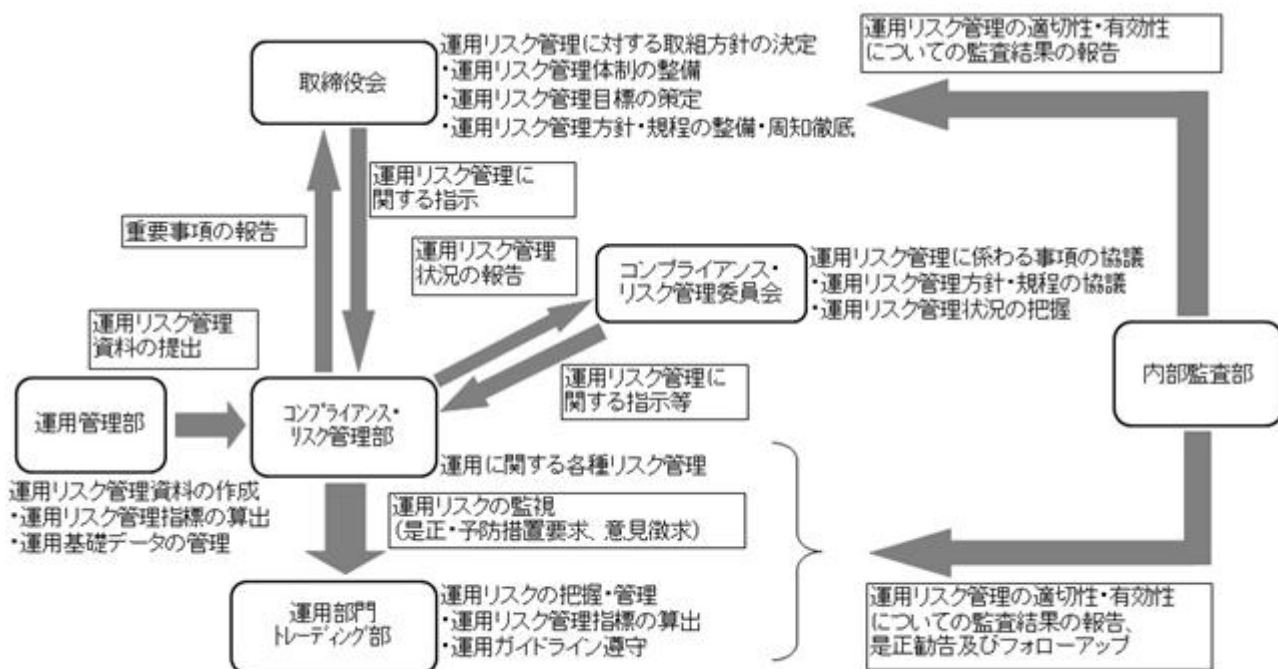 運用リスク管理の適切性・有効性
についての監査結果の報告
取締役会
運用リスク管理に対する取組方針の決定
・運用リスク管理体制の整備
・運用リスク管理目標の策定
・運用リスク管理方針・規程の整備・周知徹底
運用リスク管理に
関する指示
重要事項の報告
運用リスク管理
状況の報告
コンプライアンス・
リスク管理委員会
運用リスク管理に係わる事項の協議
・運用リスク管理方針・規程の協議
・運用リスク管理状況の把握
運用リスク管理
資料の提出
運用リスク管理に
関する指示等
内部監査部
運用管理部
コンプライアンス・
リスク管理部
運用に関する各種リスク管理
運用リスク管理資料の作成
・運用リスク管理指標の算出
・運用基礎データの管理
運用リスクの監視
(是正・予防措置要求、意見徴求)
運用部門
トレーディング部
運用リスクの把握・管理
・運用リスク管理指標の算出
・運用ガイドライン遵守
運用リスク管理の適切性・有効性
についての監査結果の報告、
是正勧告及びフォローアップ